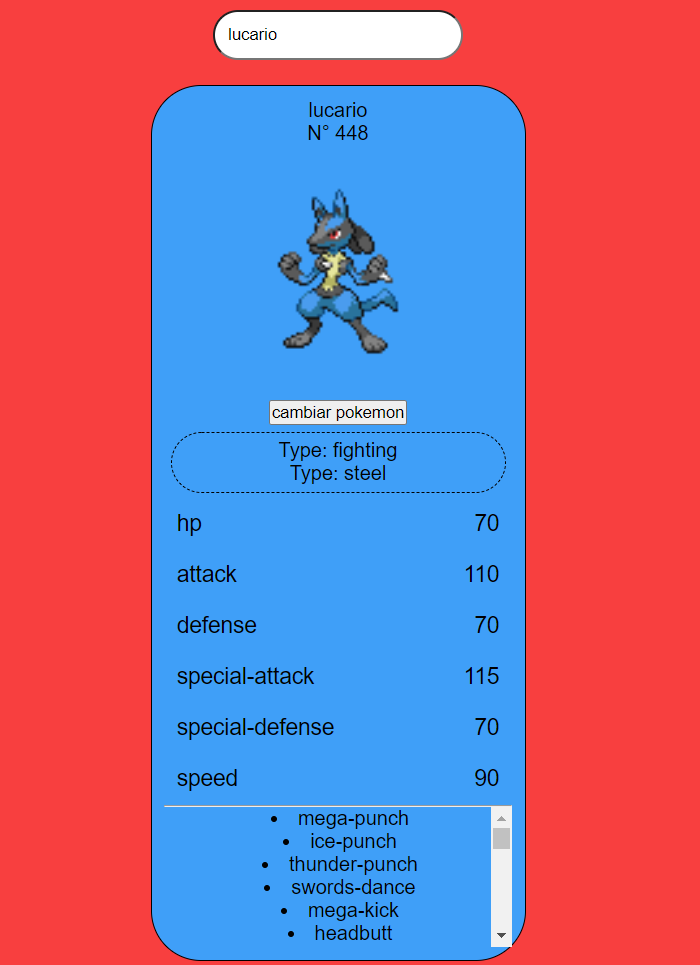 lucario
lucario
N° 448
cambiar pokemon
Type: fighting
Type: steel
hp 70
attack 110
defense 70
special-attack 115
special-defense 70
speed 90
• mega-punch
• ice-punch
• thunder-punch
• swords-dance
• mega-kick
• headbutt